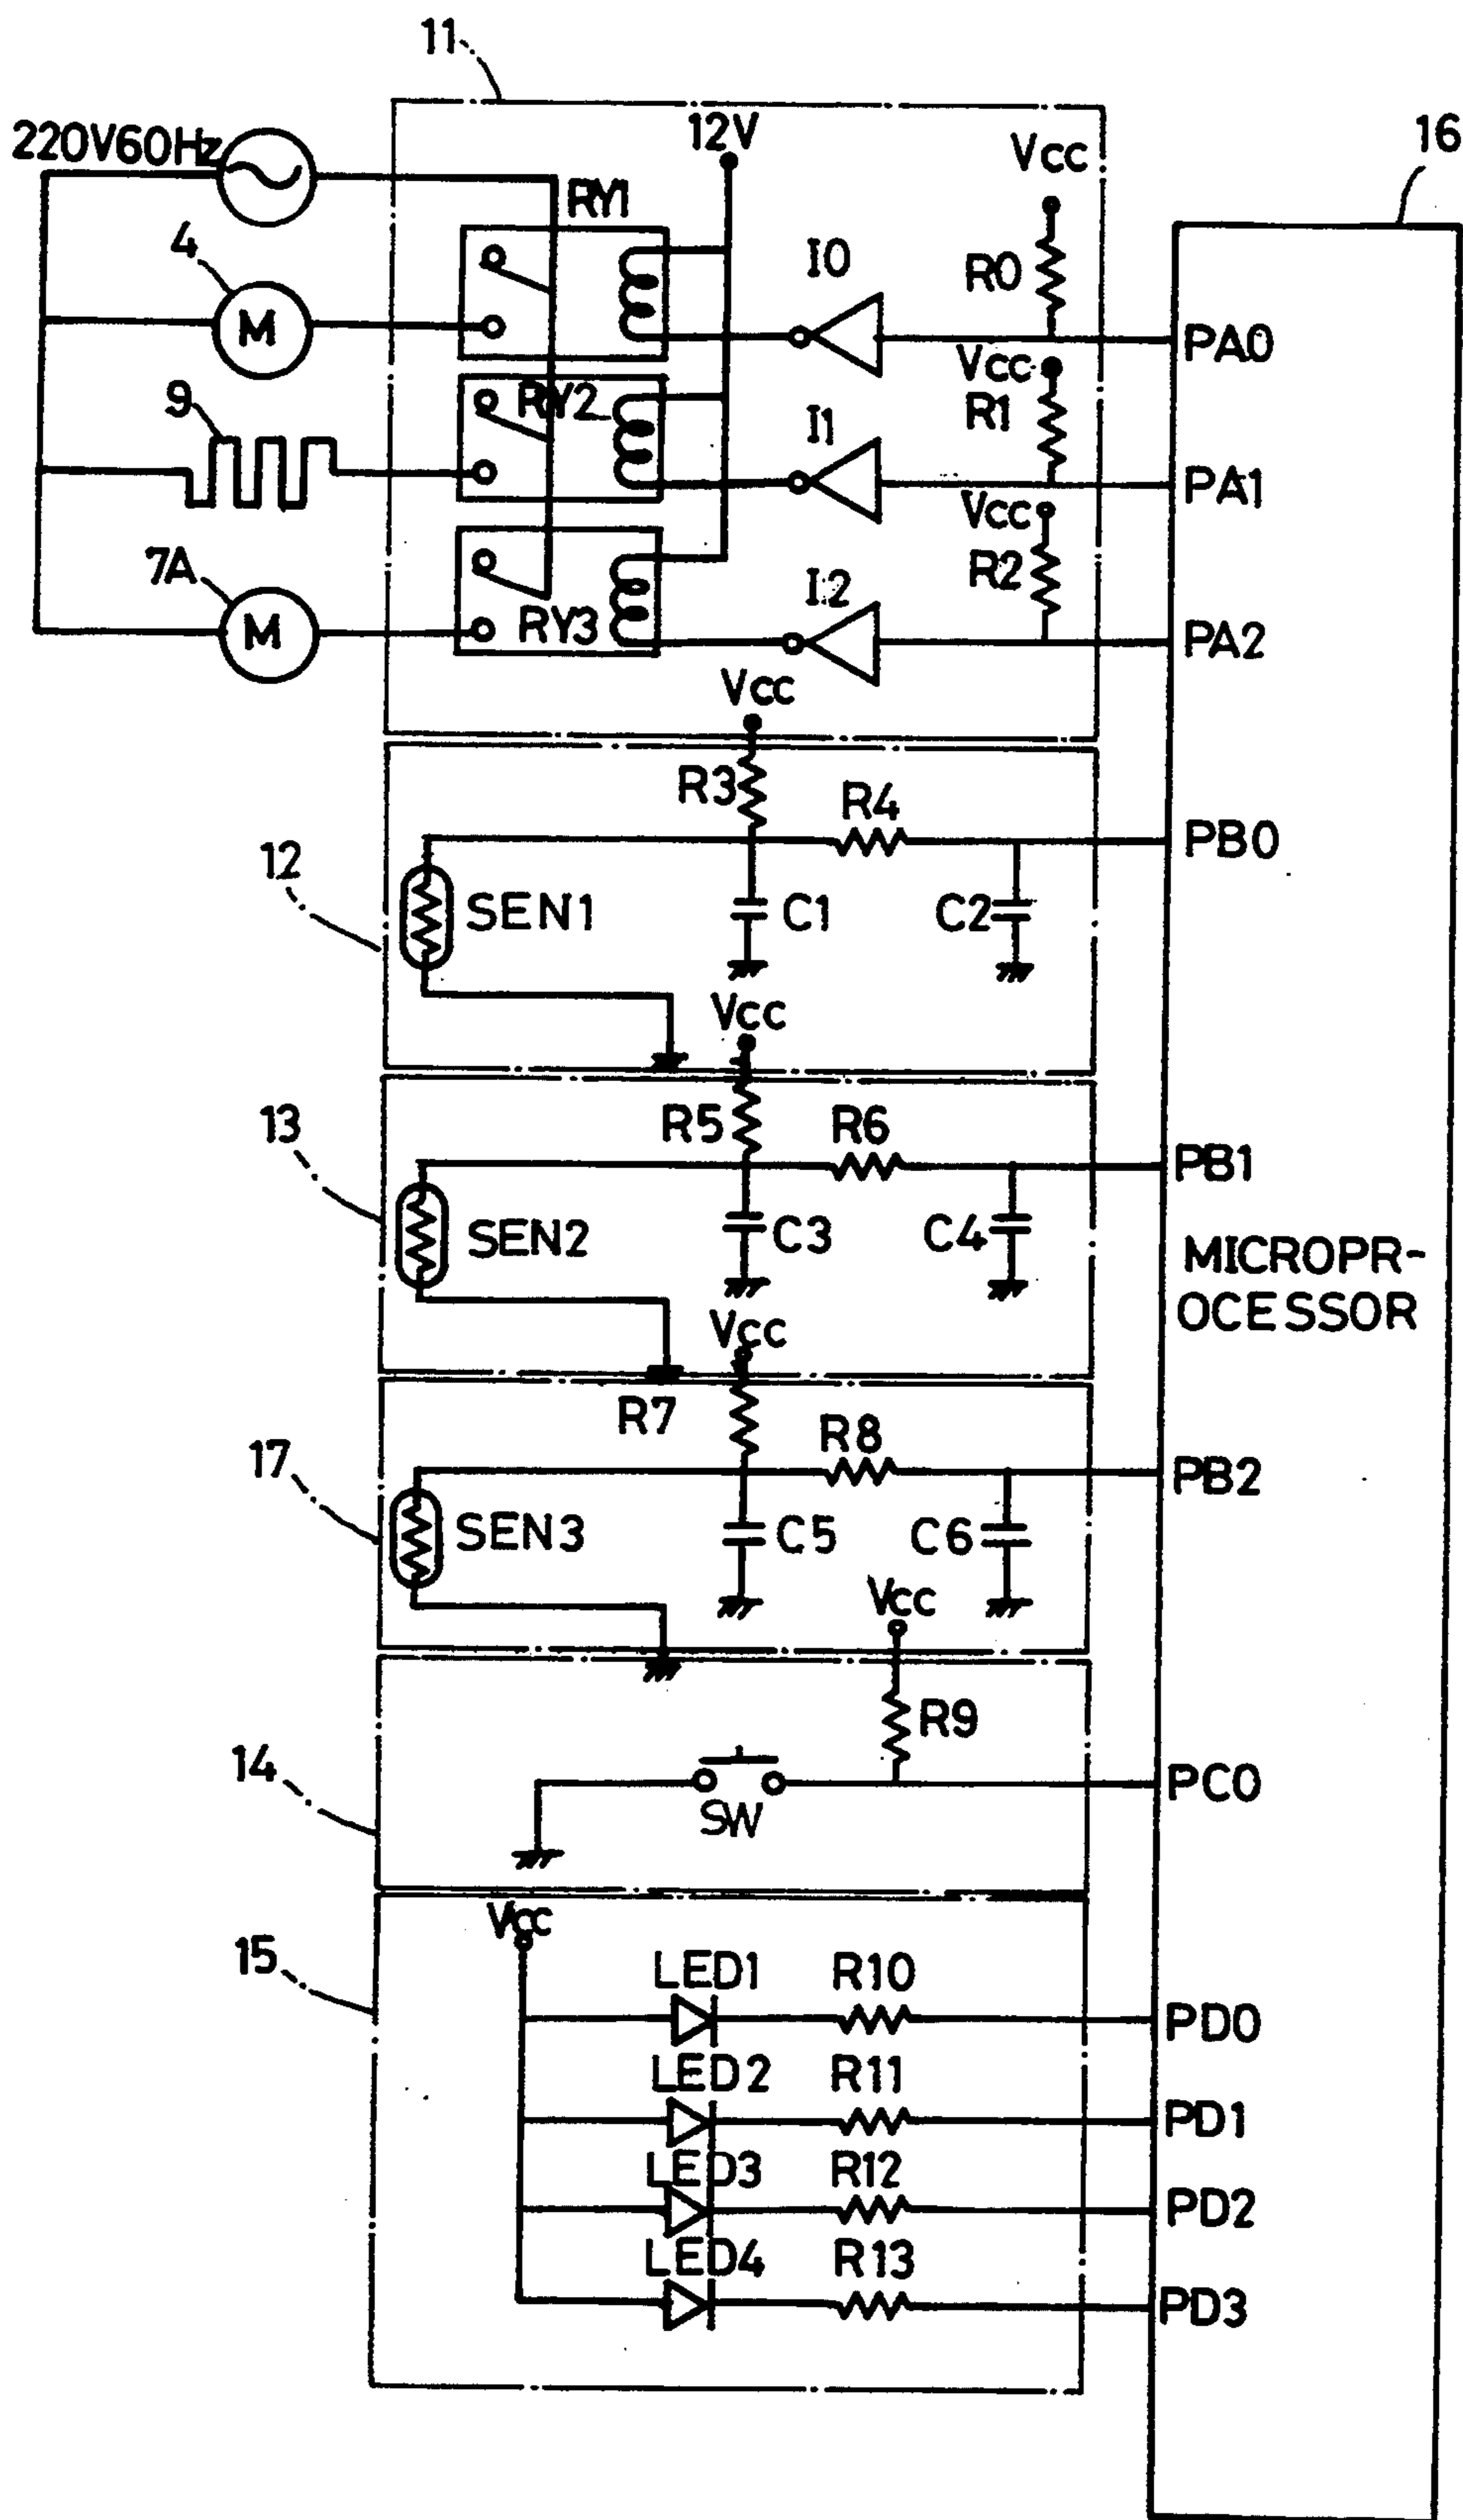 11
12V
220V60Hz
Vcc
16
RY1
4
I0
R0
M
PA0
Vcc
9
RY2
I1
R1
PA1
Vcc
7A
I2
R2
M
RY3
PA2
Vcc
R3
R4
PB0
12
SEN1
C1
C2
Vcc
13
R5
R6
PB1
SEN2
C3
C4
MICROPR-
OCESSOR
Vcc
R7
R8
17
PB2
SEN3
C5
C6
Vcc
R9
14
PC0
SW
Vcc
15
LED1
R10
PD0
LED2
R11
PD1
LED3
R12
PD2
LED4
R13
PD3